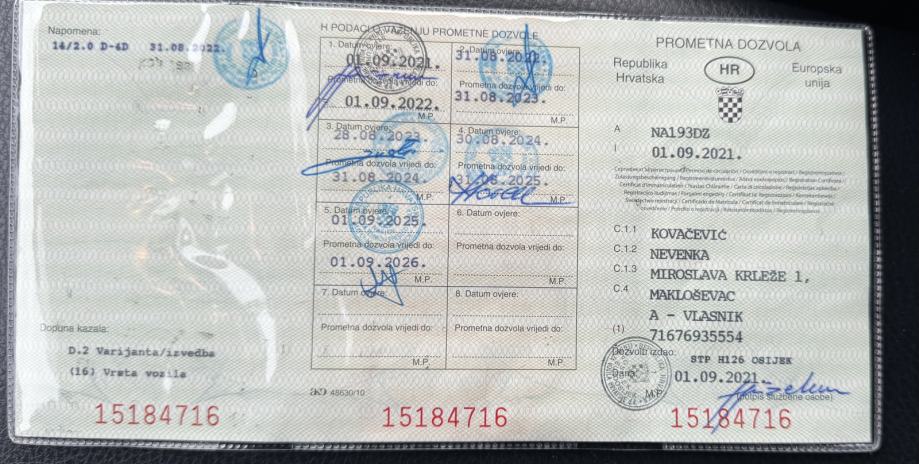 Napomena:
14/2.0 D-4D 31.08.2022.
Dopuna kazala:
D.2 Varijanta/izvedba
(16) Vrsta vozila
15184716
H PODACI O VAŽENJU PROMETNE DOZVOLE
1. Datum ovjere:
01.09.2021.
Prometna dozvola vrijedi do:
01.09.2022.
M.P.
2. Datum ovjere:
31.08.2022.
Prometna dozvola vrijedi do:
31.08.2023.
M.P.
3. Datum ovjere:
28.08.2023.
Prometna dozvola vrijedi do:
31.08.2024.
M.P.
4. Datum ovjere:
30.08.2024.
Prometna dozvola vrijedi do:
31.08.2025.
M.P.
5. Datum ovjere:
01.09.2025.
Prometna dozvola vrijedi do:
01.09.2026.
M.P.
6. Datum ovjere:
Prometna dozvola vrijedi do:
M.P.
7. Datum ovjere:
Prometna dozvola vrijedi do:
M.P.
8. Datum ovjere:
Prometna dozvola vrijedi do:
M.P.
48630/10
15184716
PROMETNA DOZVOLA
Republika
Hrvatska
HR
Europska
unija
A NA193DZ
I 01.09.2021.
C.1.1 KOVAČEVIĆ
C.1.2 NEVENKA
C.1.3 MIROSLAVA KRLEŽE 1,
MAKLOŠEVAC
C.4 A - VLASNIK
(1) 71676935554
Dozvolu izdao: STP H126 OSIJEK
Dana: 01.09.2021.
M.P.
(potpis službene osobe)
15184716